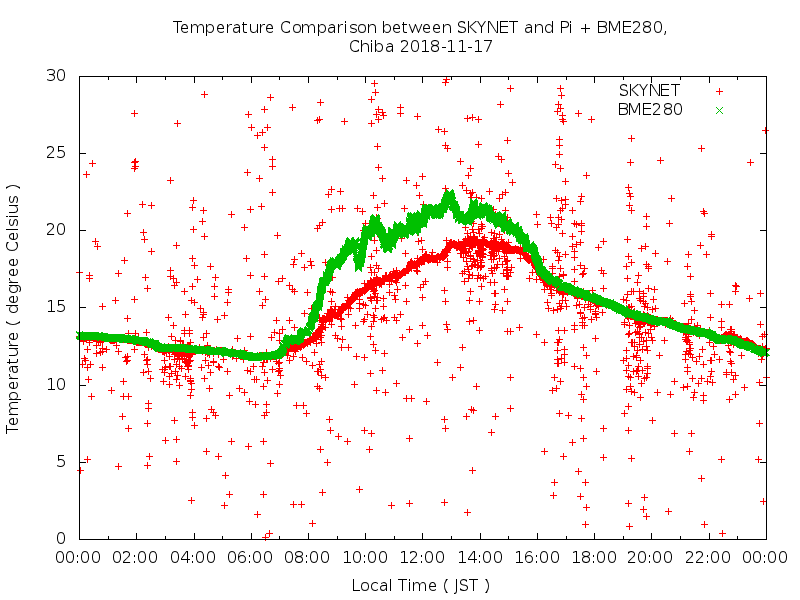 Temperature Comparison between SKYNET and Pi + BME280,
Chiba 2018-11-17
30
25
20
15
10
5
0
Temperature ( degree Celsius )
SKYNET
BME280
00:00 02:00 04:00 06:00 08:00 10:00 12:00 14:00 16:00 18:00 20:00 22:00 00:00
Local Time ( JST )